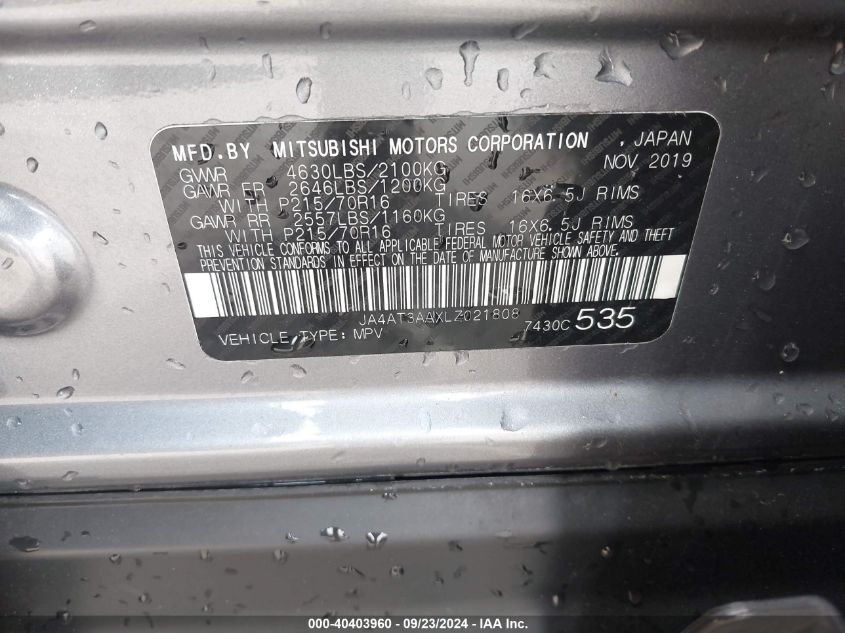 MFD.BY MITSUBISHI MOTORS CORPORATION , JAPAN
GVWR 4630LBS/2100KG NOV 2019
GAWR FR 2646LBS/1200KG
WITH P215/70R16 TIRES 16X6.5J RIMS
GAWR RR 2557LBS/1160KG
WITH P215/70R16 TIRES 16X6.5J RIMS
THIS VEHICLE CONFORMS TO ALL APPLICABLE FEDERAL MOTOR VEHICLE SAFETY AND THEFT
PREVENTION STANDARDS IN EFFECT ON THE DATE OF MANUFACTURE SHOWN ABOVE.
JA4AT3AAXLZ021808
VEHICLE TYPE: MPV 7430C 535
000-40403960 - 09/23/2024 - IAA Inc.